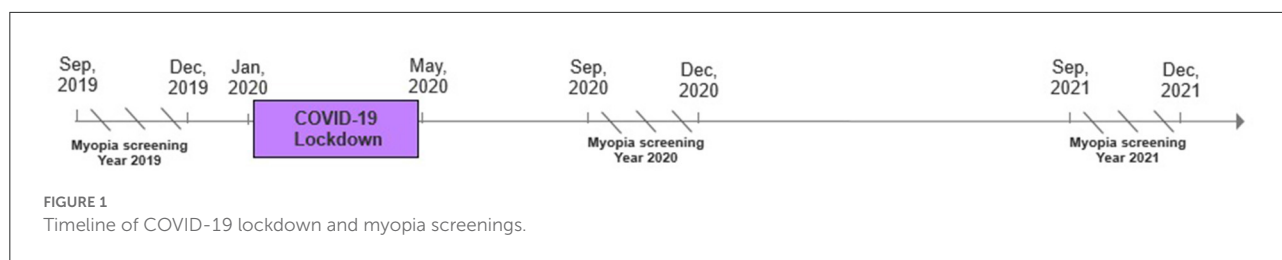 Sep,
2019
Dec,
2019
Jan,
2020
May,
2020
Sep,
2020
Dec,
2020
Sep,
2021
Dec,
2021
COVID-19
Lockdown
Myopia screening
Year 2019
Myopia screening
Year 2020
Myopia screening
Year 2021
FIGURE 1
Timeline of COVID-19 lockdown and myopia screenings.